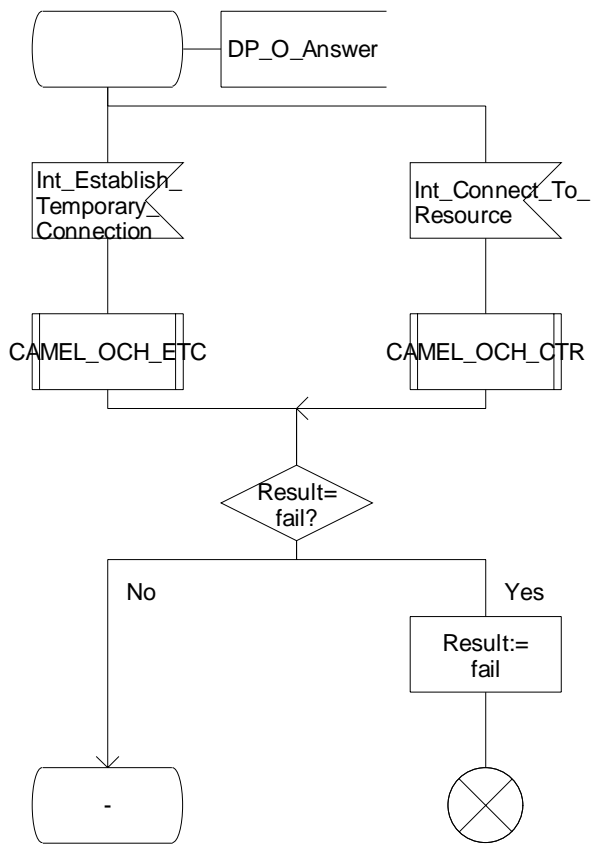 DP_O_Answer
Int_Establish_
Temporary_
Connection
Int_Connect_To_
Resource
CAMEL_OCH_ETC
CAMEL_OCH_CTR
Result=
fail?
No
Yes
Result:=
fail
-